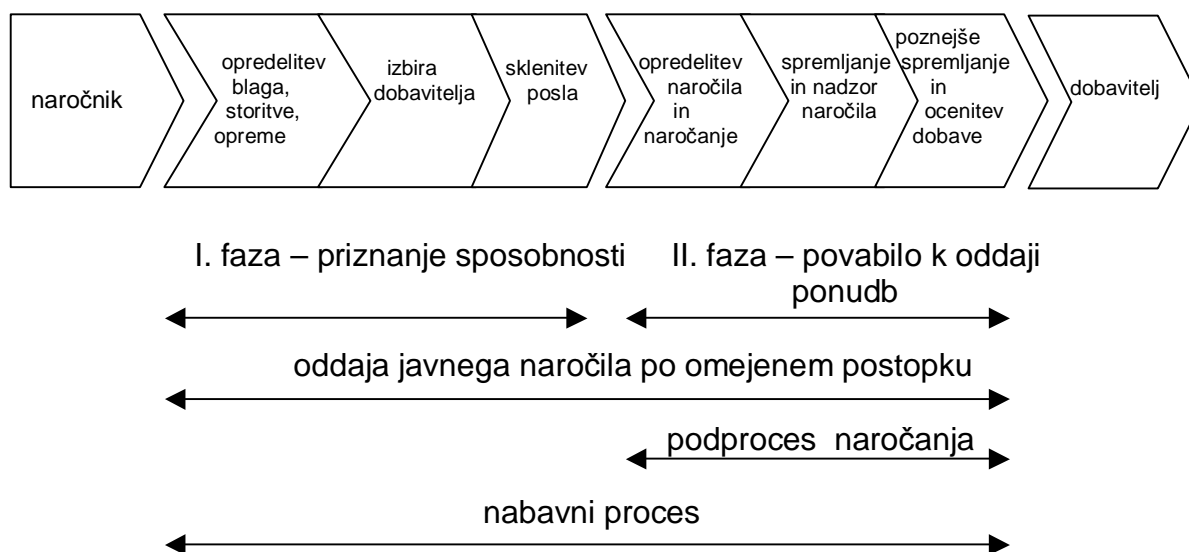 naročnik
opredelitev
blaga,
storitve,
opreme
izbira
dobavitelja
sklenitev
posla
opredelitev
naročila
in
naročanje
spremljanje
in nadzor
naročila
poznejše
spremljanje
in
ocenitev
dobave
dobavitelj
I. faza – priznanje sposobnosti
II. faza – povabilo k oddaji
ponudb
oddaja javnega naročila po omejenem postopku
podproces naročanja
nabavni proces